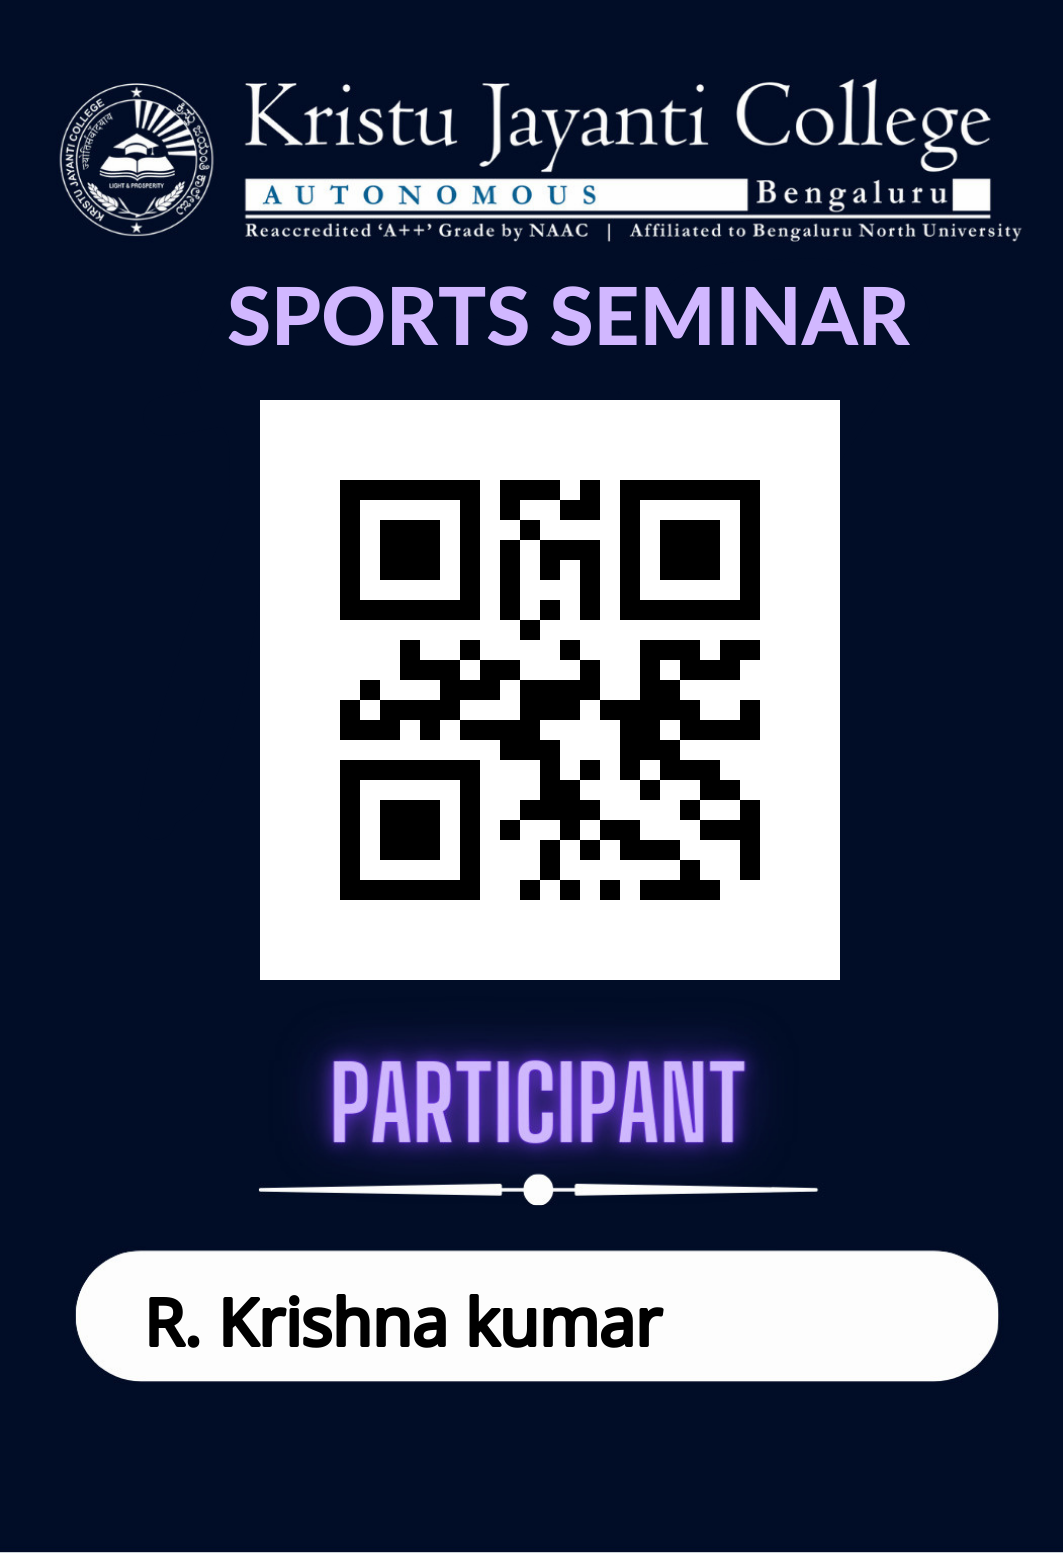 KRISTU JAYANTI COLLEGE
ಕ್ರಿಸ್ತು ಜಯಂತಿ ಕಾಲೇಜು
LIGHT & PROSPERITY
Kristu Jayanti College
AUTONOMOUS Bengaluru
Reaccredited ‘A++’ Grade by NAAC | Affiliated to Bengaluru North University
SPORTS SEMINAR
PARTICIPANT
R. Krishna kumar